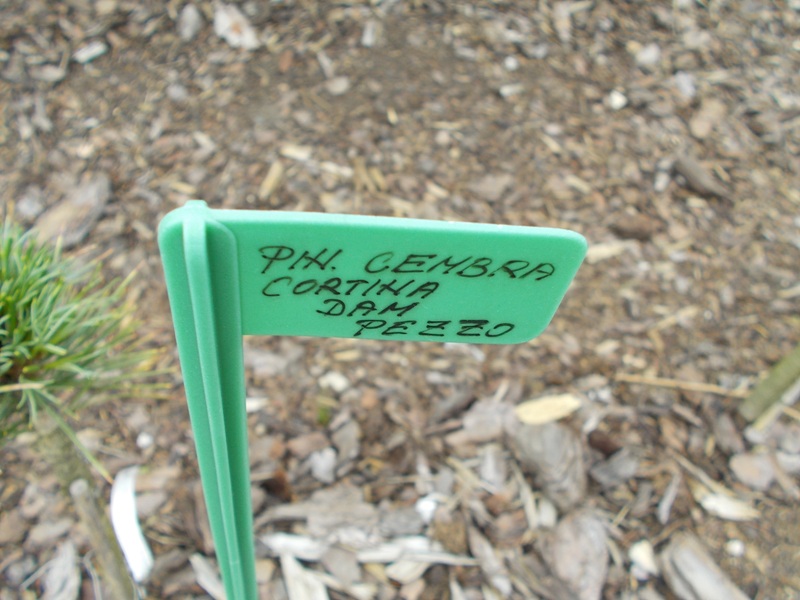 PIN. CEMBRA
CORTINA
DAM
PEZZO